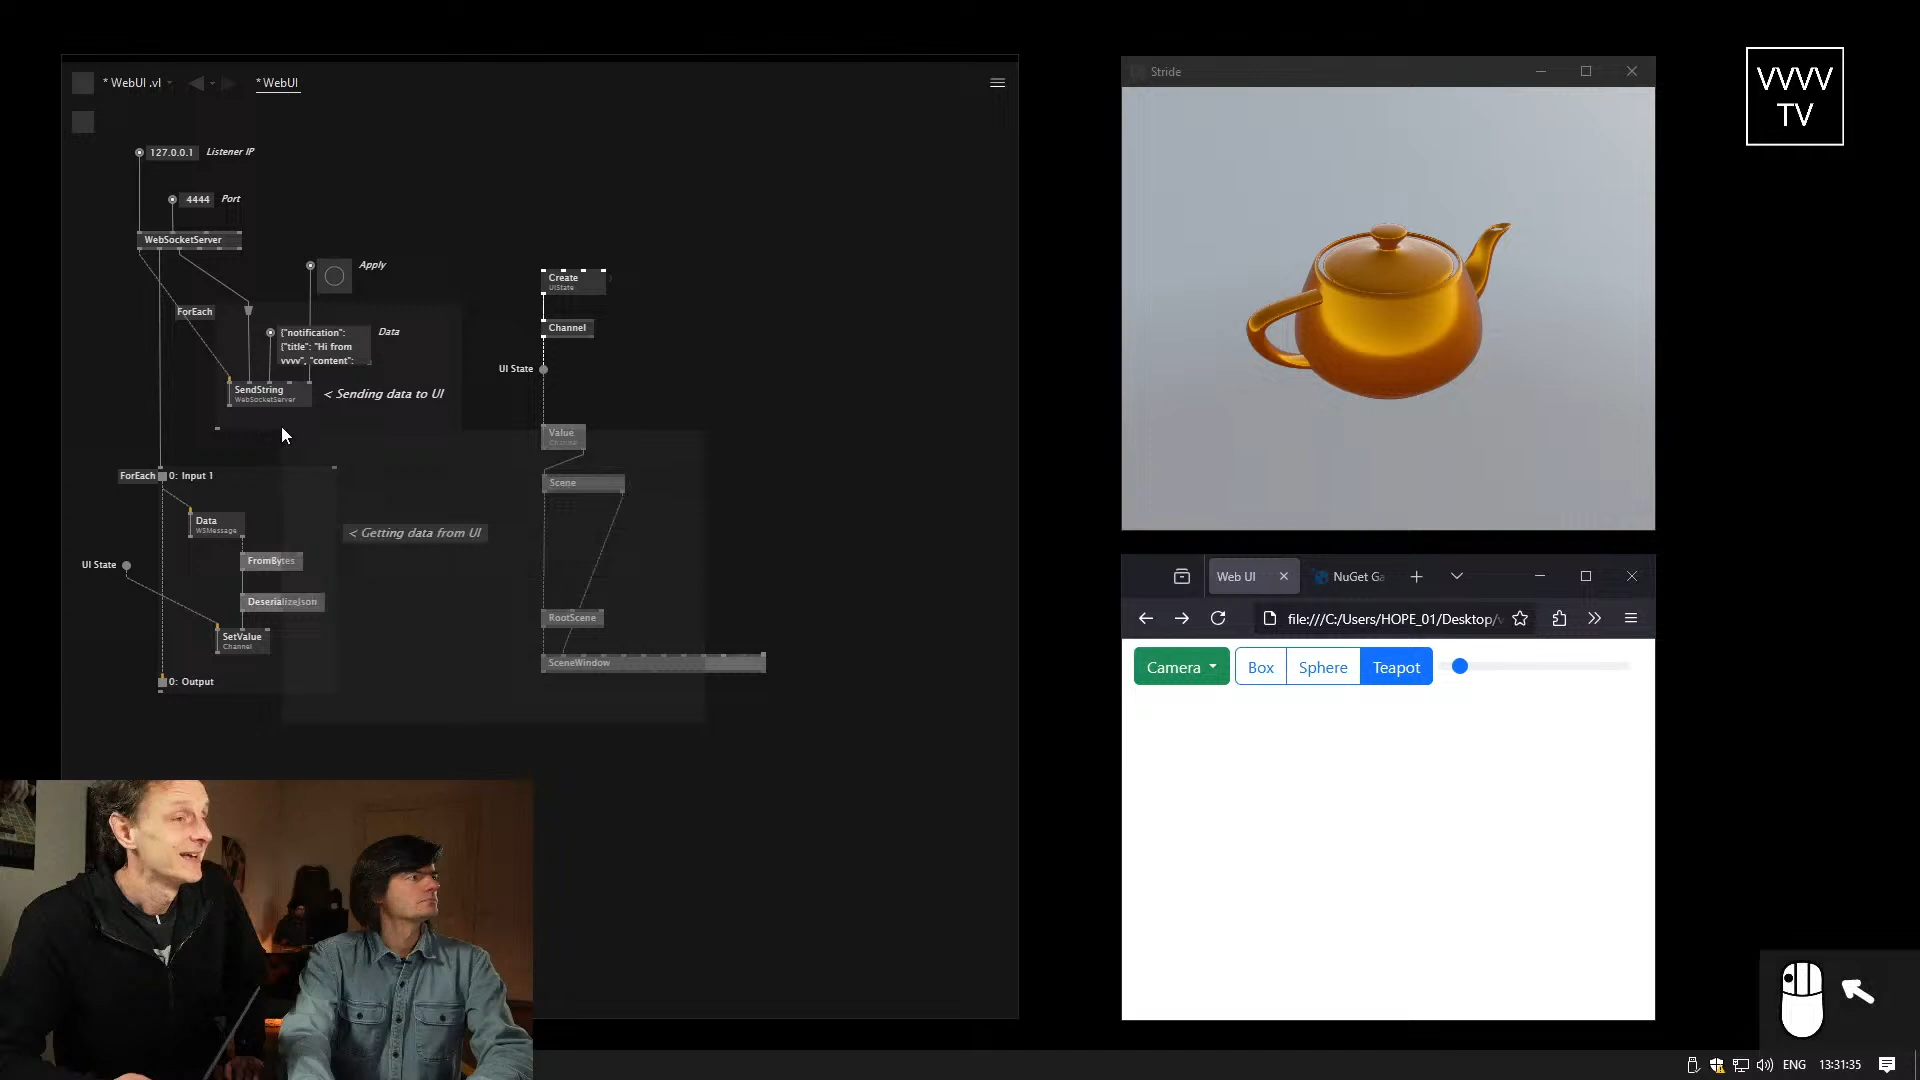 * WebUI .vl
* WebUI
127.0.0.1 Listener IP
4444 Port
WebSocketServer
Apply
ForEach
{"notification":
{"title": "Hi from
vvvv", "content":
Data
SendString
WebSocketServer
< Sending data to UI
ForEach 0: Input 1
Data
WSMessage
< Getting data from UI
FromBytes
UI State
DeserializeJson
SetValue
Channel
0: Output
Create
UIState
Channel
UI State
Value
Channel
Scene
RootScene
SceneWindow
Stride
VVVV
TV
Web UI
NuGet Ga
file:///C:/Users/HOPE_01/Desktop/v
Camera
Box
Sphere
Teapot
ENG
13:31:35